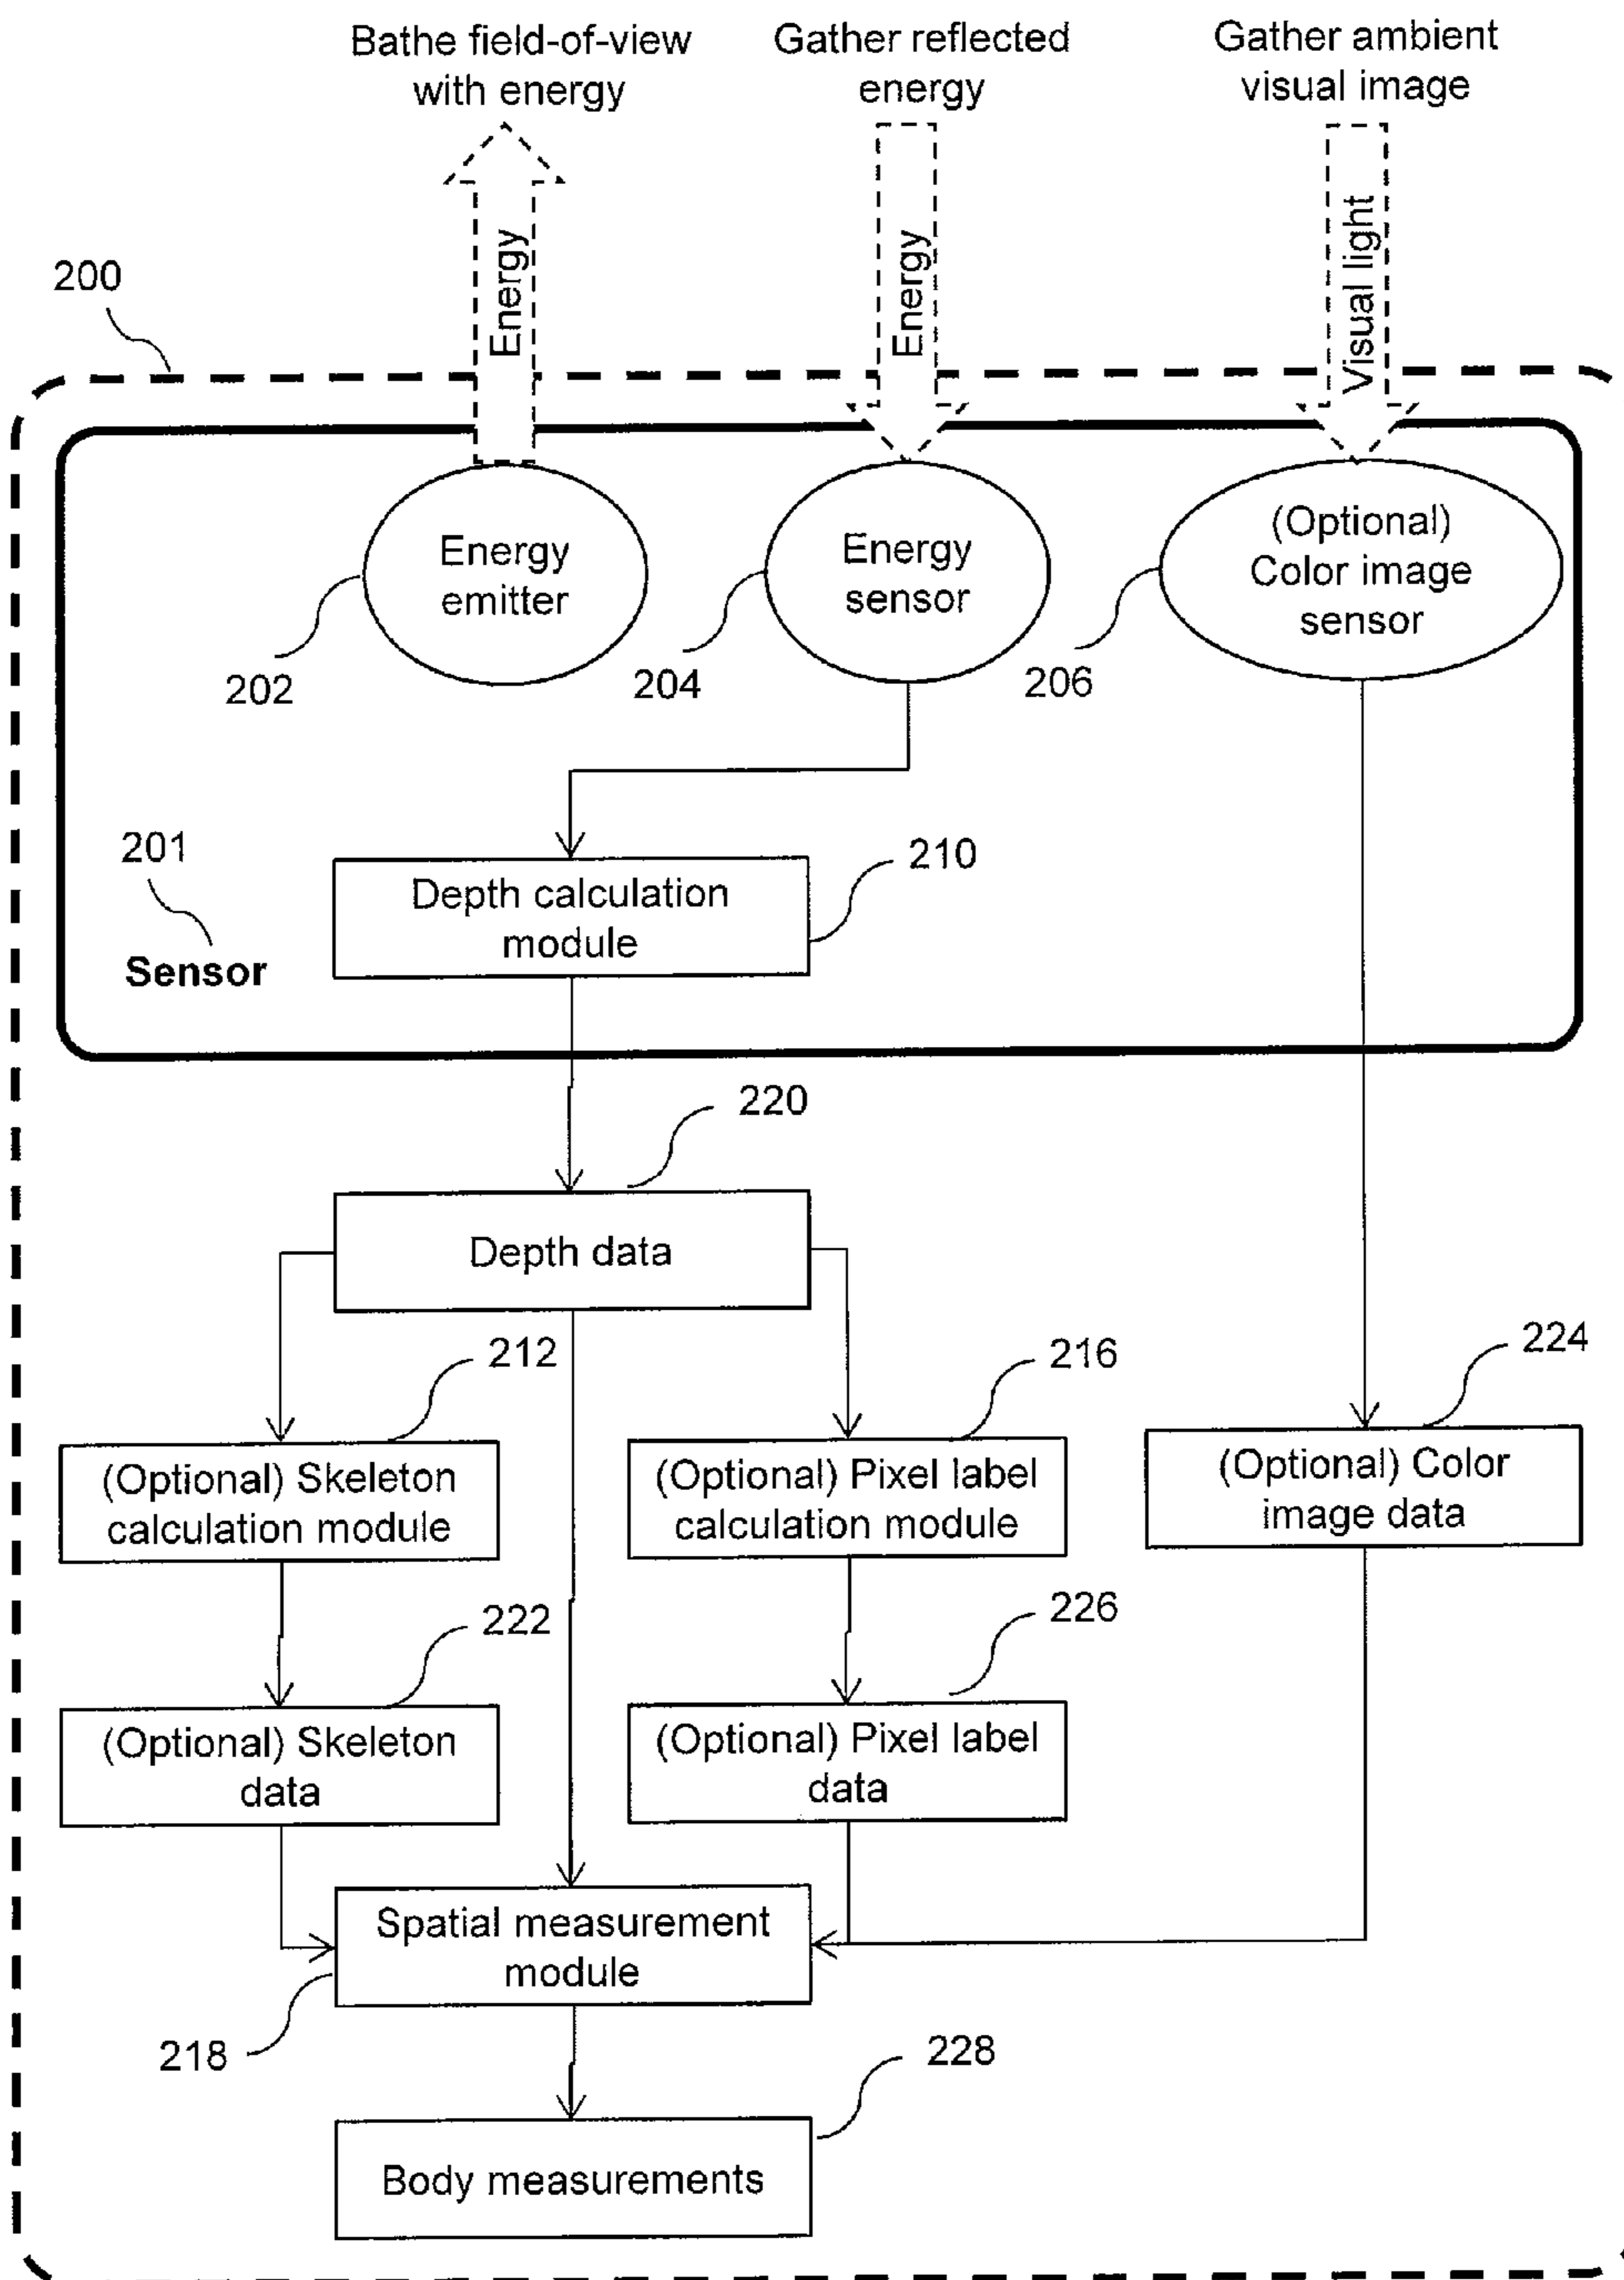 Bathe field-of-view
with energy
Gather reflected
energy
Gather ambient
visual image
Energy
Energy
Visual light
200
Energy
emitter
202
Energy
sensor
204
(Optional)
Color image
sensor
206
201
Sensor
Depth calculation
module
210
220
Depth data
212
216
224
(Optional) Skeleton
calculation module
(Optional) Pixel label
calculation module
(Optional) Color
image data
222
226
(Optional) Skeleton
data
(Optional) Pixel label
data
Spatial measurement
module
218
228
Body measurements